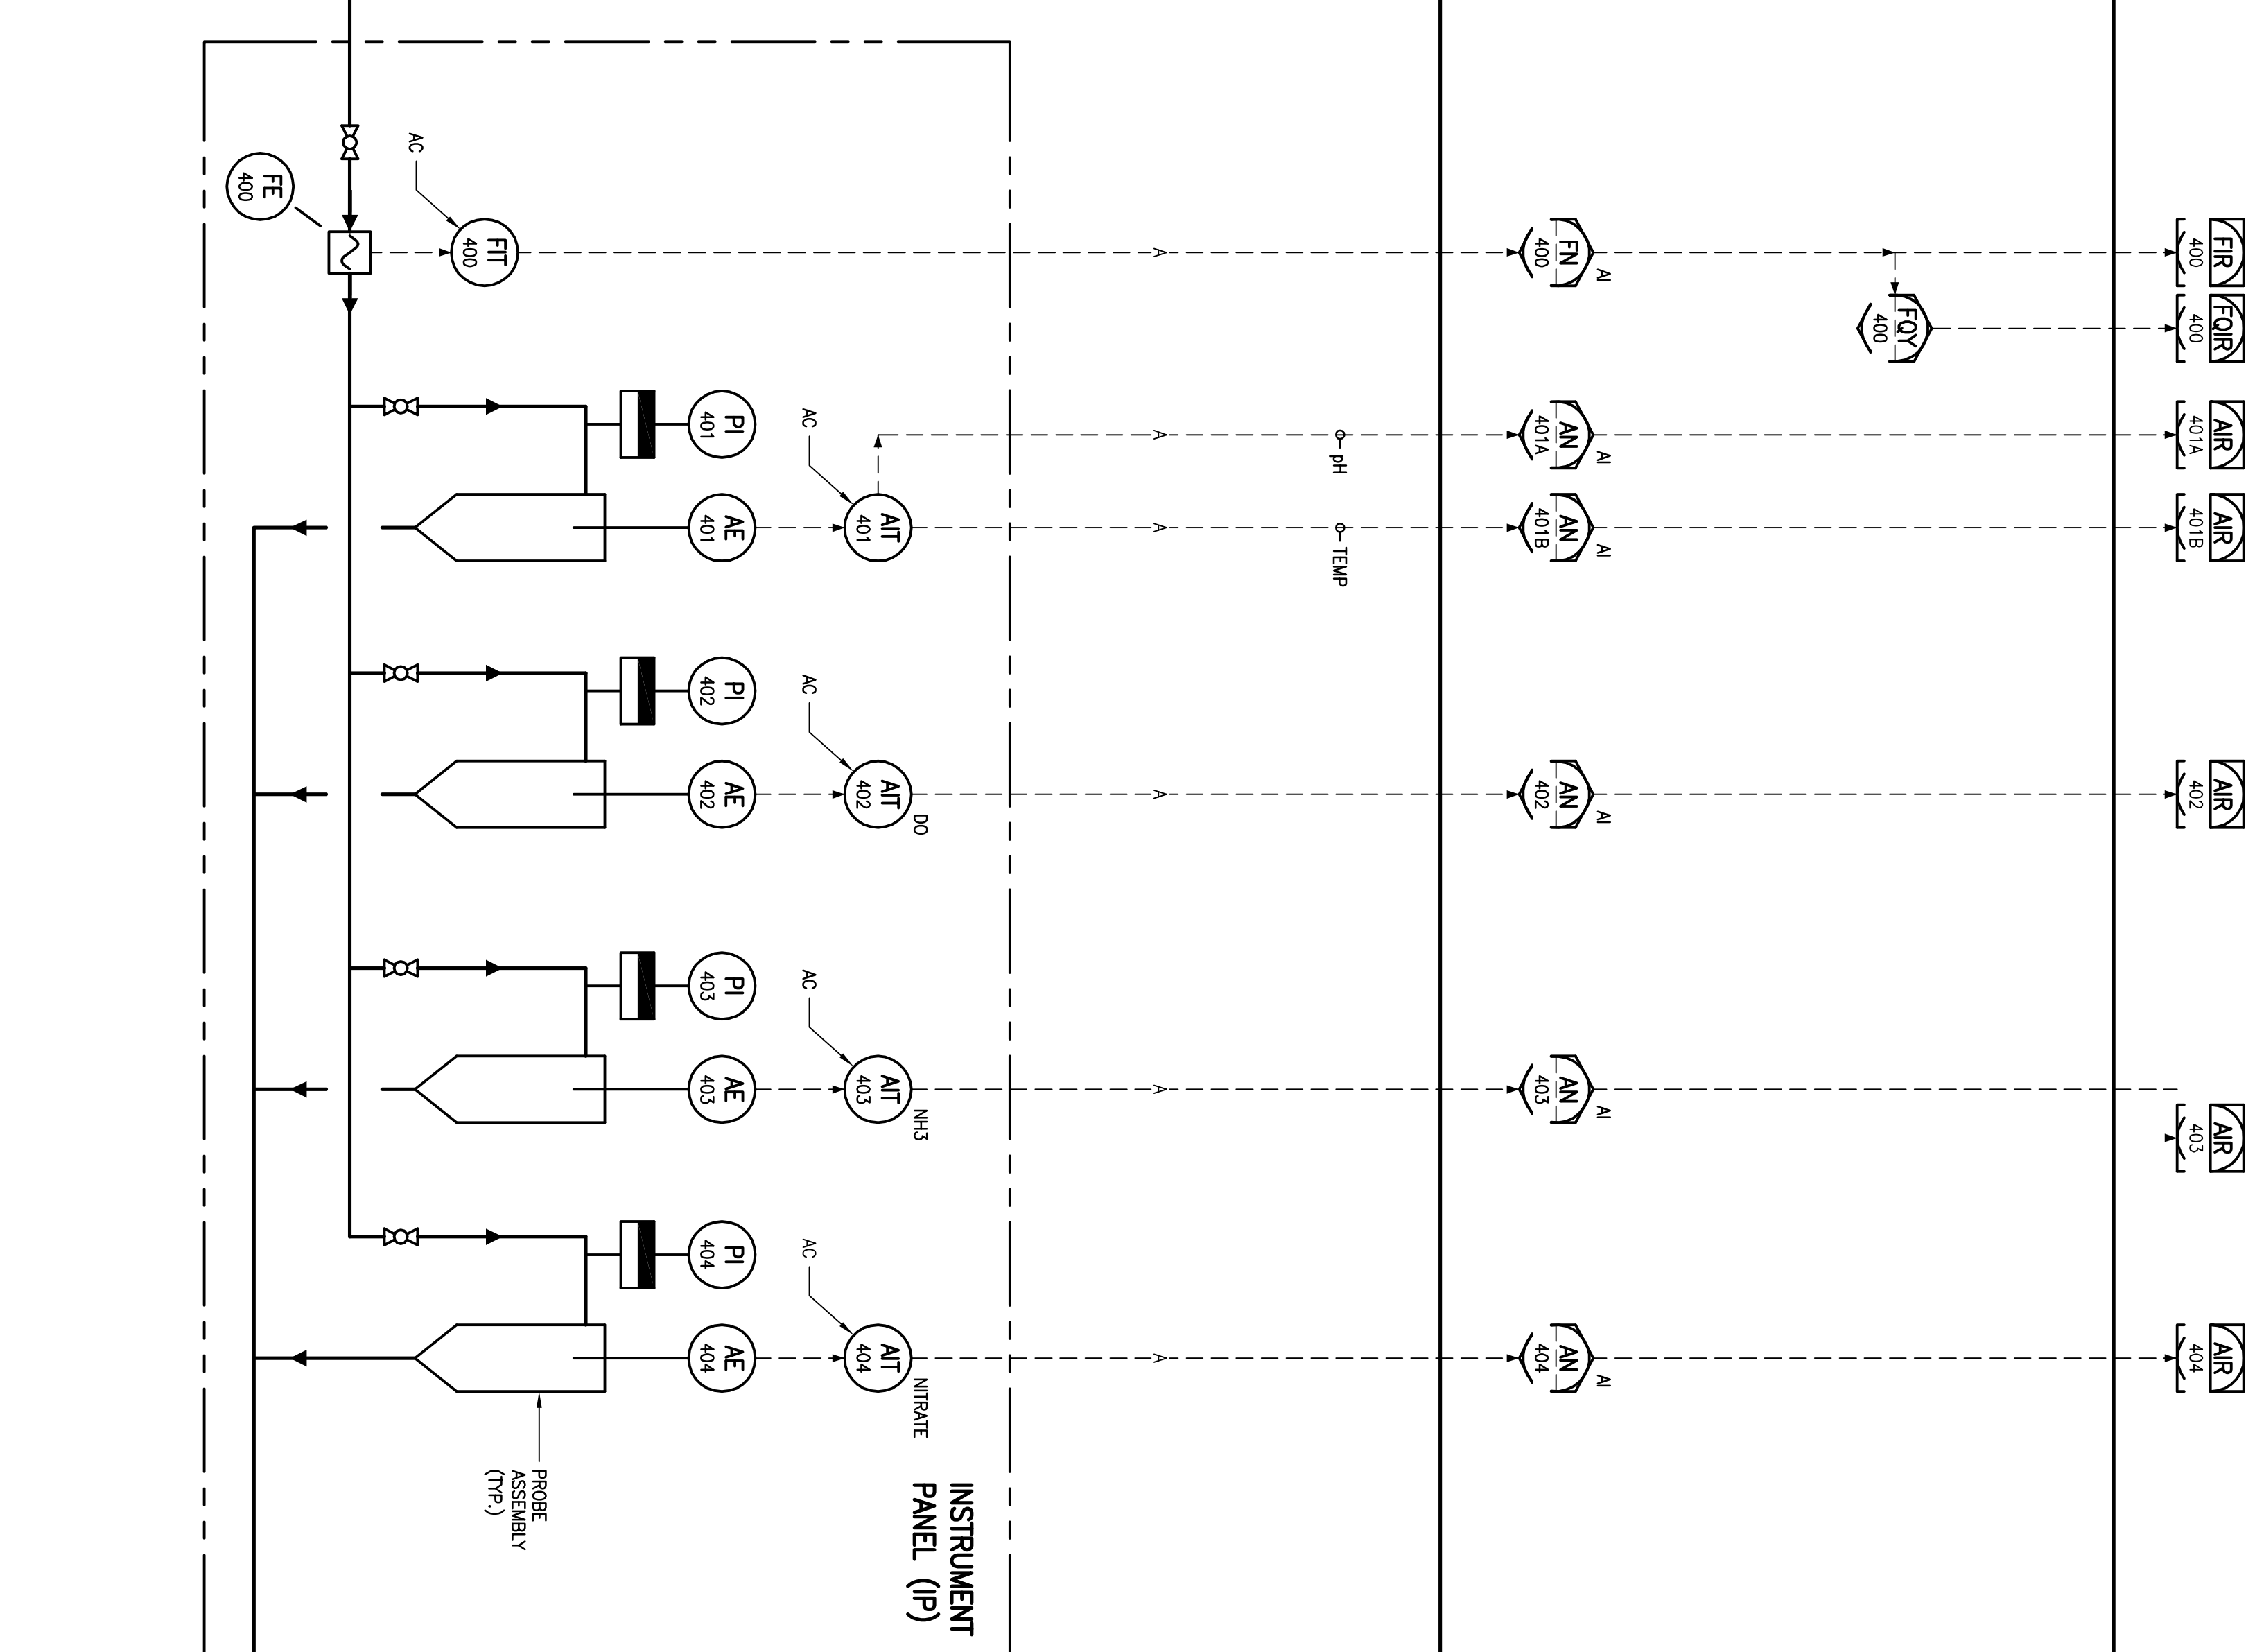 FIR
400
FQIR
400
AIR
401A
AIR
401B
AIR
402
AIR
403
AIR
404
FQY
400
AI
FN
400
AI
AN
401A
AI
AN
401B
AI
AN
402
AI
AN
403
AI
AN
404
pH
TEMP
A
A
A
A
A
A
INSTRUMENT
PANEL (IP)
AIT
401
AIT
402
DO
AIT
403
NH3
AIT
404
NITRATE
AC
AC
AC
AC
PI
401
AE
401
PI
402
AE
402
PI
403
AE
403
PI
404
AE
404
PROBE
ASSEMBLY
(TYP.)
FIT
400
AC
FE
400